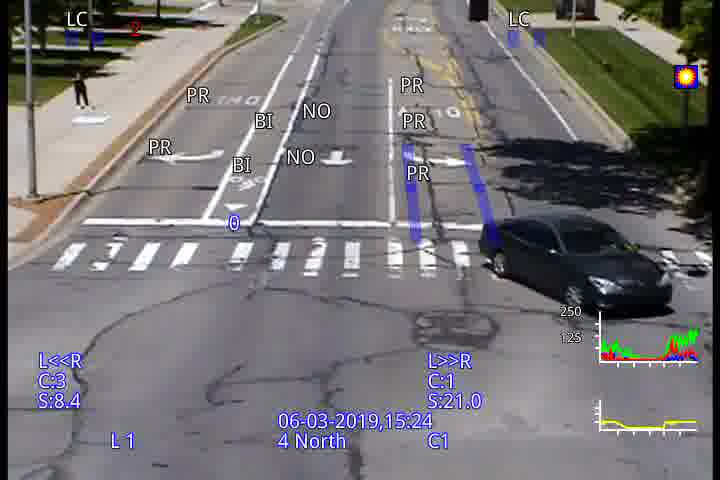 LC
2
LC
PR
PR
BI
NO
PR
PR
BI
NO
PR
0
250
125
L<<R
C:3
S:8.4
L>>R
C:1
S:21.0
06-03-2019,15:24
L 1
4 North
C1